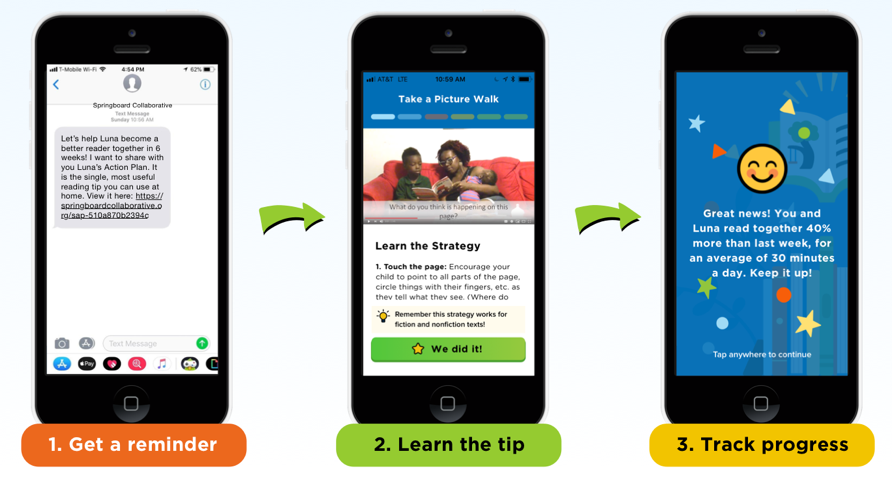 T-Mobile Wi-Fi 4:54 PM 62%
Springboard Collaborative
Text Message
Sunday 10:56 AM
Let's help Luna become a
better reader together in 6
weeks! I want to share with
you Luna's Action Plan. It
is the single, most useful
reading tip you can use at
home. View it here: https://
springboardcollaborative.o
rg/sap-510a870b2394c
Text Message
Pay
1. Get a reminder
AT&T LTE 10:59 AM
Take a Picture Walk
What do you think is happening on this
page?
Learn the Strategy
1. Touch the page: Encourage your
child to point to all parts of the page,
circle things with their fingers, etc. as
they tell what they see. (Where do
Remember this strategy works for
fiction and nonfiction texts!
We did it!
2. Learn the tip
Great news! You and
Luna read together 40%
more than last week, for
an average of 30 minutes
a day. Keep it up!
Tap anywhere to continue
3. Track progress